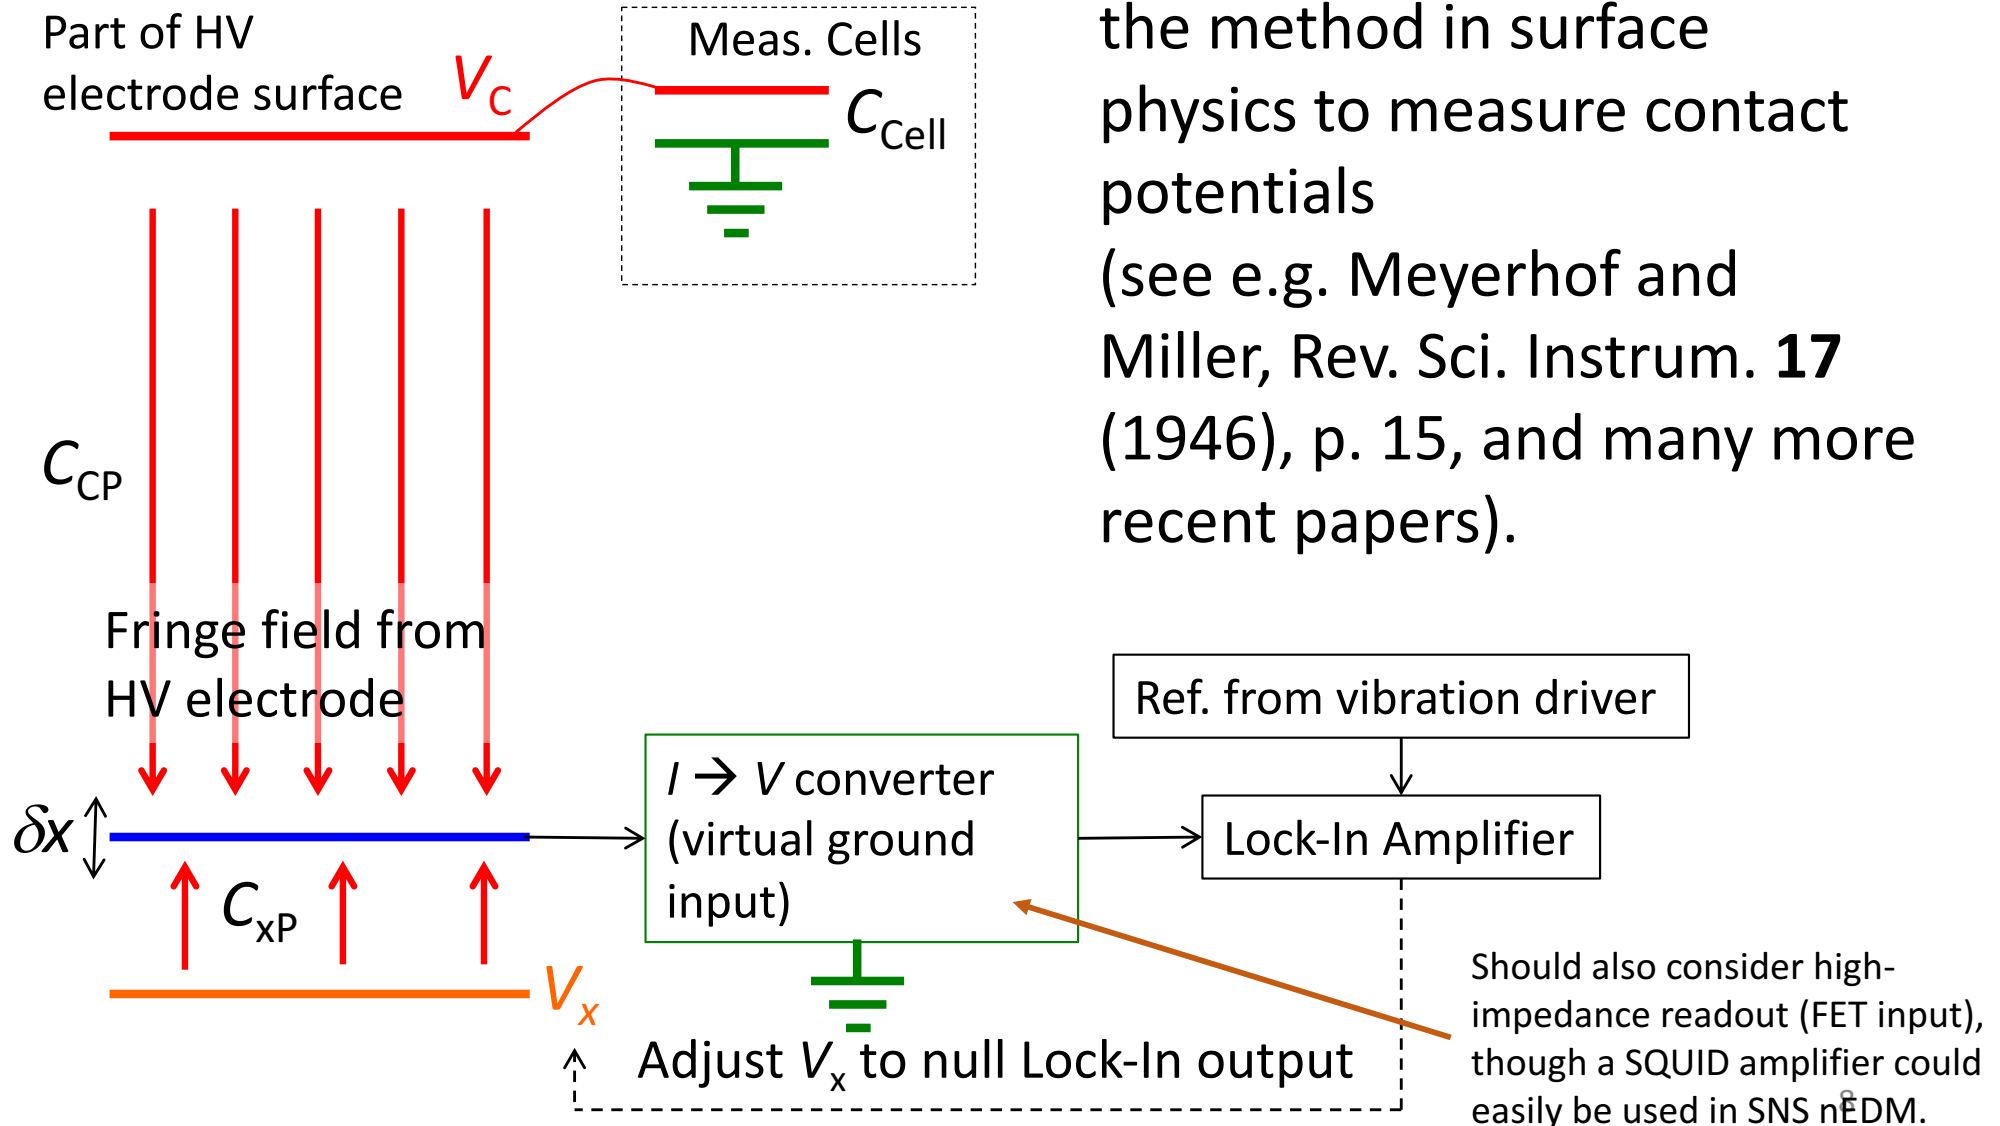 Part of HV
electrode surface
V_C
Meas. Cells
C_Cell
the method in surface
physics to measure contact
potentials
(see e.g. Meyerhof and
Miller, Rev. Sci. Instrum. 17
(1946), p. 15, and many more
recent papers).
C_CP
Fringe field from
HV electrode
δx
C_xP
V_x
I → V converter
(virtual ground
input)
Ref. from vibration driver
Lock-In Amplifier
Adjust V_x to null Lock-In output
Should also consider high-
impedance readout (FET input),
though a SQUID amplifier could
easily be used in SNS nEDM.
8